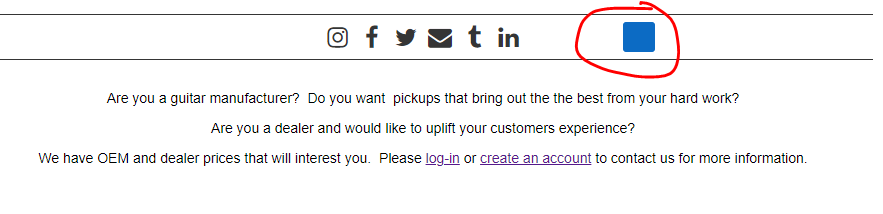 Are you a guitar manufacturer?  Do you want  pickups that bring out the the best from your hard work?
Are you a dealer and would like to uplift your customers experience?
We have OEM and dealer prices that will interest you.  Please log-in or create an account to contact us for more information.